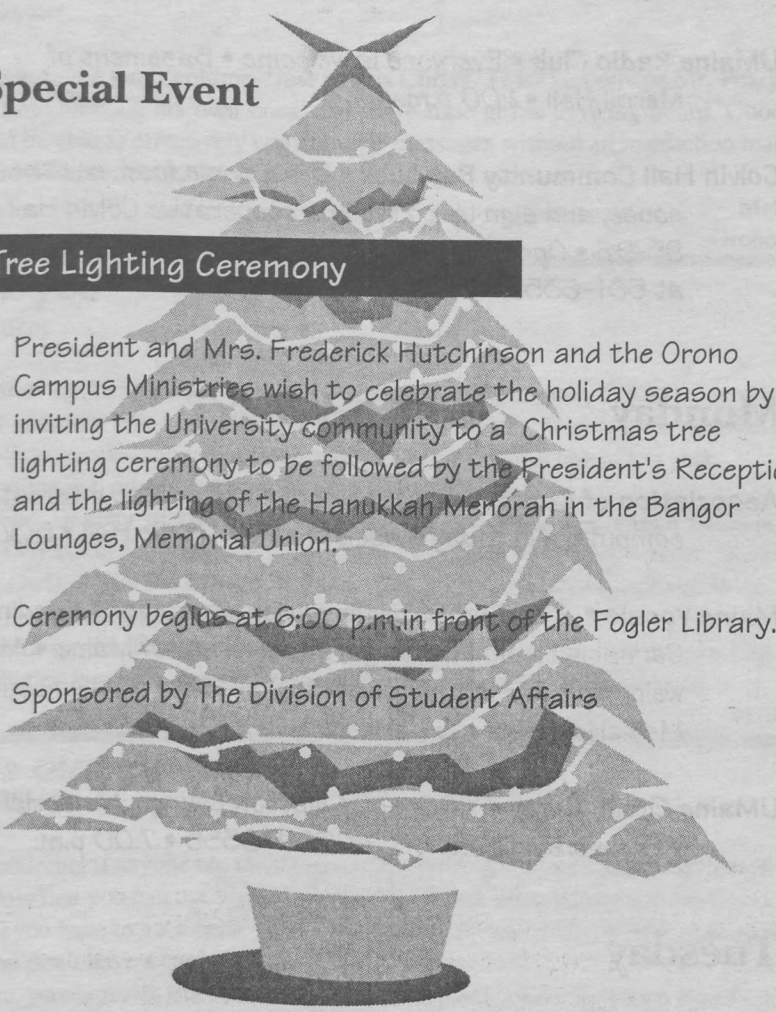 Special Event
Tree Lighting Ceremony
President and Mrs. Frederick Hutchinson and the Orono
Campus Ministries wish to celebrate the holiday season by
inviting the University community to a Christmas tree
lighting ceremony to be followed by the President's Receptio
and the lighting of the Hanukkah Menorah in the Bangor
Lounges, Memorial Union.
Ceremony begins at 6:00 p.m.in front of the Fogler Library.
Sponsored by The Division of Student Affairs